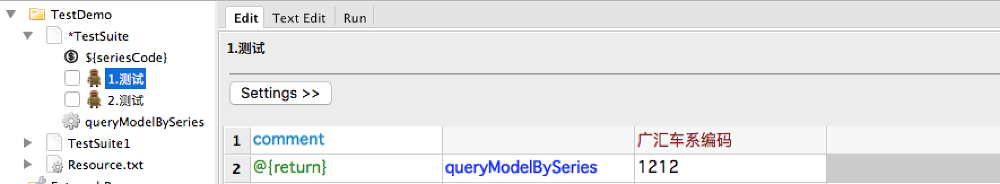 TestDemo
*TestSuite
${seriesCode}
1.测试
2.测试
queryModelBySeries
TestSuite1
Resource.txt
Edit
Text Edit
Run
1.测试
Settings >>
1 comment 广汇车系编码
2 @{return} queryModelBySeries 1212